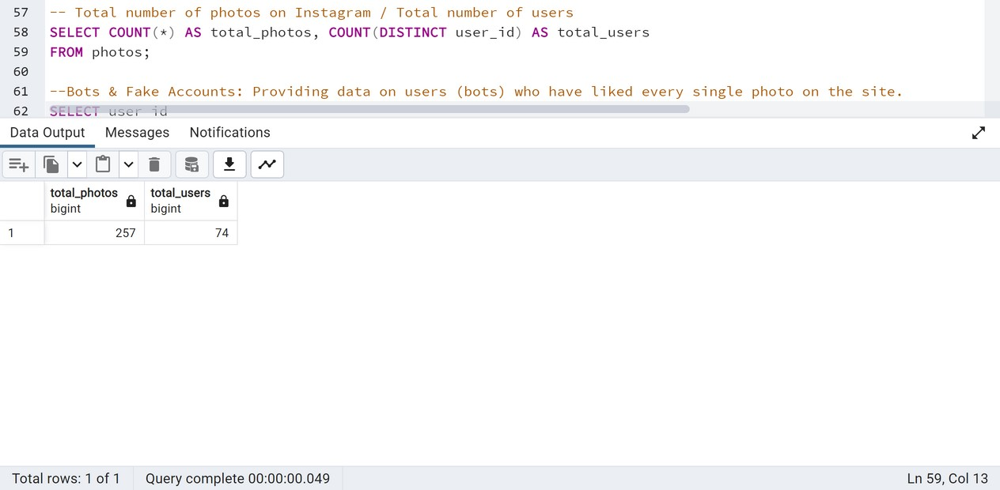 57 -- Total number of photos on Instagram / Total number of users
58 SELECT COUNT(*) AS total_photos, COUNT(DISTINCT user_id) AS total_users
59 FROM photos;
60
61 --Bots & Fake Accounts: Providing data on users (bots) who have liked every single photo on the site.
62 SELECT user_id
Data Output Messages Notifications
total_photos total_users
bigint bigint
1 257 74
Total rows: 1 of 1 Query complete 00:00:00.049 Ln 59, Col 13